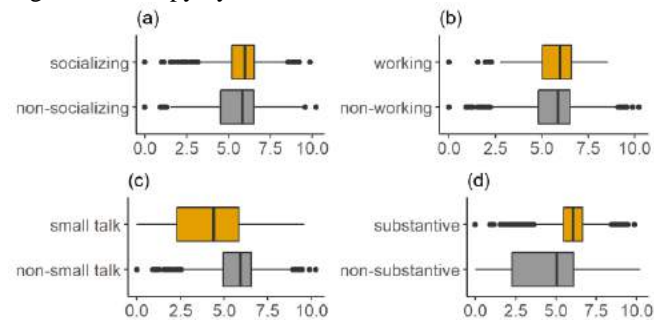 (a)
socializing
non-socializing
0.0 2.5 5.0 7.5 10.0
(b)
working
non-working
0.0 2.5 5.0 7.5 10.0
(c)
small talk
non-small talk
0.0 2.5 5.0 7.5 10.0
(d)
substantive
non-substantive
0.0 2.5 5.0 7.5 10.0